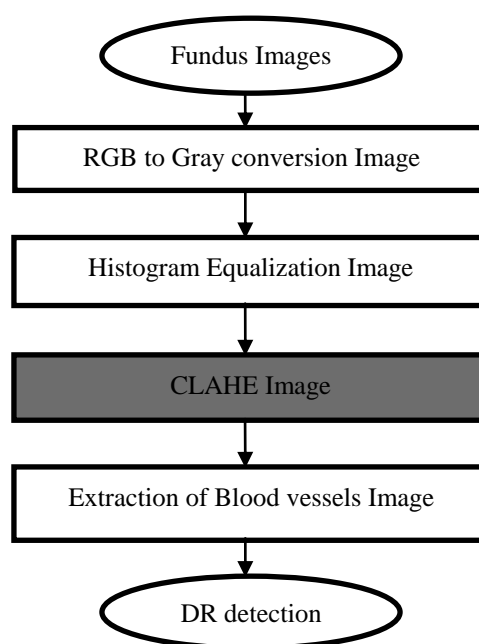 Fundus Images
RGB to Gray conversion Image
Histogram Equalization Image
CLAHE Image
Extraction of Blood vessels Image
DR detection